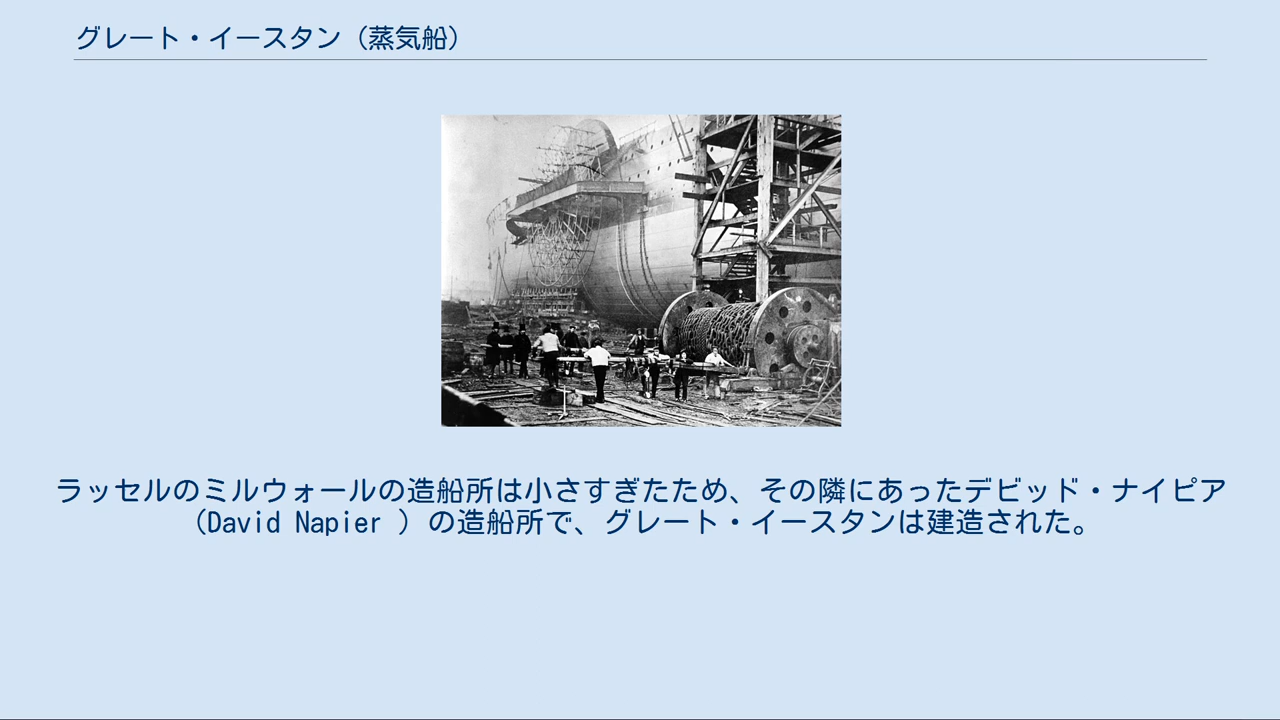 グレート・イースタン（蒸気船）
ラッセルのミルウォールの造船所は小さすぎたため、その隣にあったデビッド・ナイピア
（David Napier ）の造船所で、グレート・イースタンは建造された。